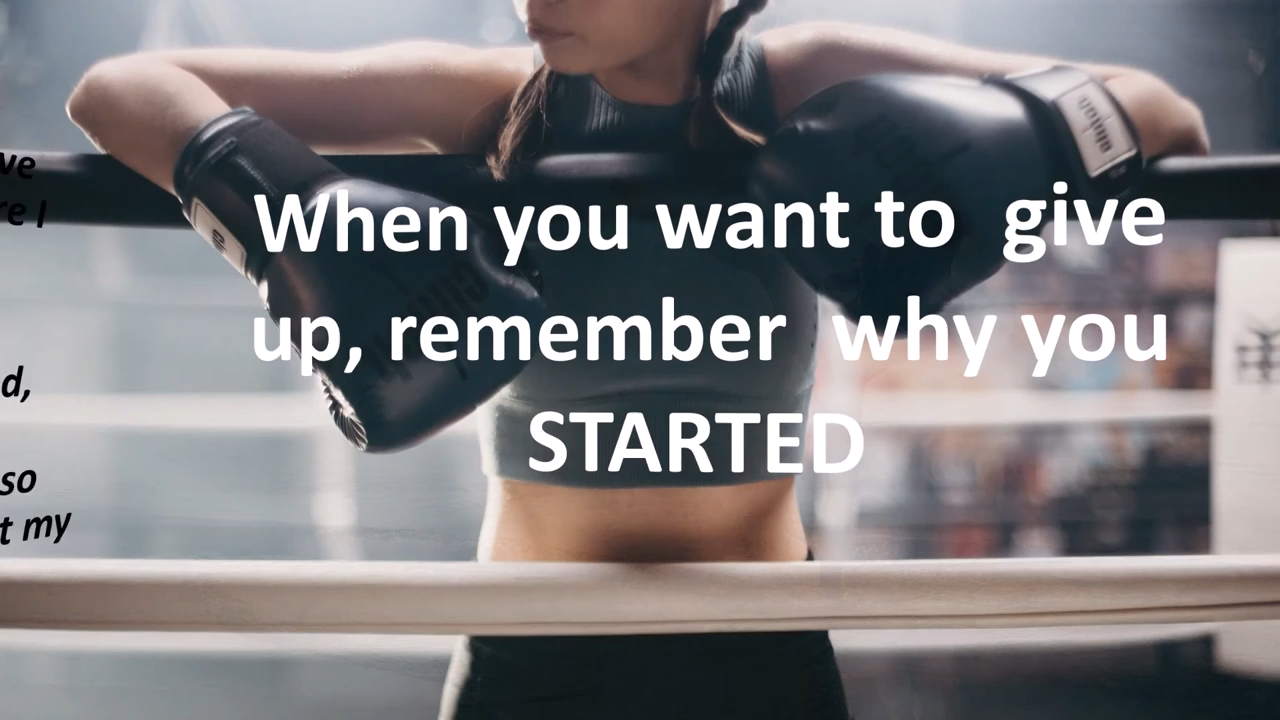 When you want to  give
up, remember  why you
STARTED
ve
re I
d,
so
t my